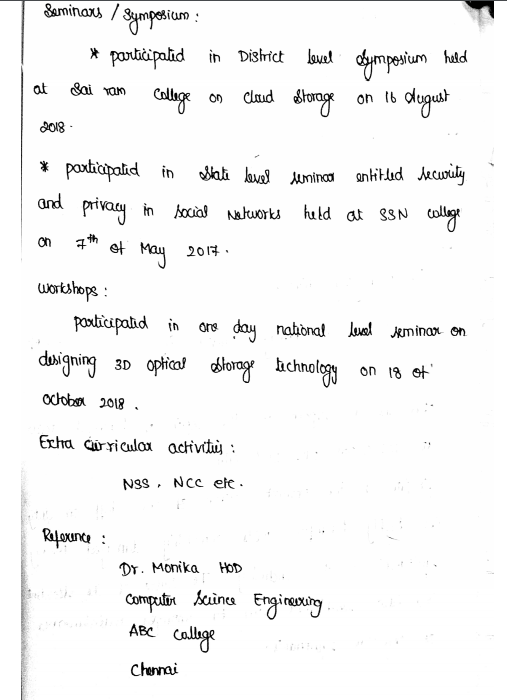 Seminars / Symposium :
* participated in District level Symposium held
at Sai ram College on Cloud Storage on 16 August
2018.
* participated in State level seminar entitled Security
and privacy in Social Networks held at SSN college
on 7th of May 2017.
Workshops :
participated in one day national level seminar on
designing 3D optical storage technology on 18 of
October 2018.
Extra curricular activities :
NSS, NCC etc.
Reference :
Dr. Monika HOD
Computer Science Engineering
ABC College
Chennai